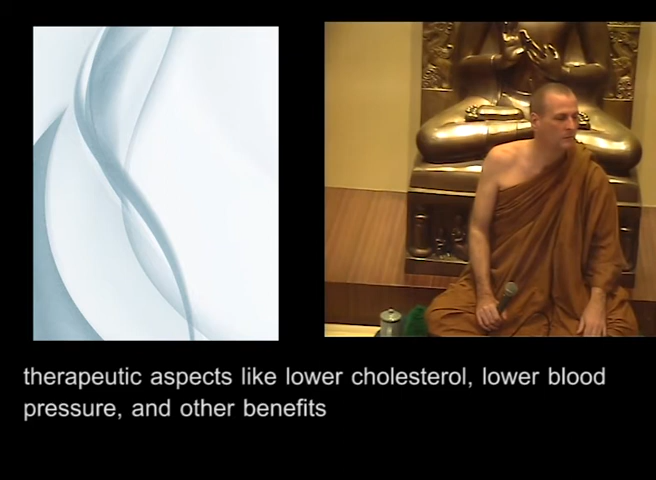 therapeutic aspects like lower cholesterol, lower blood
pressure, and other benefits